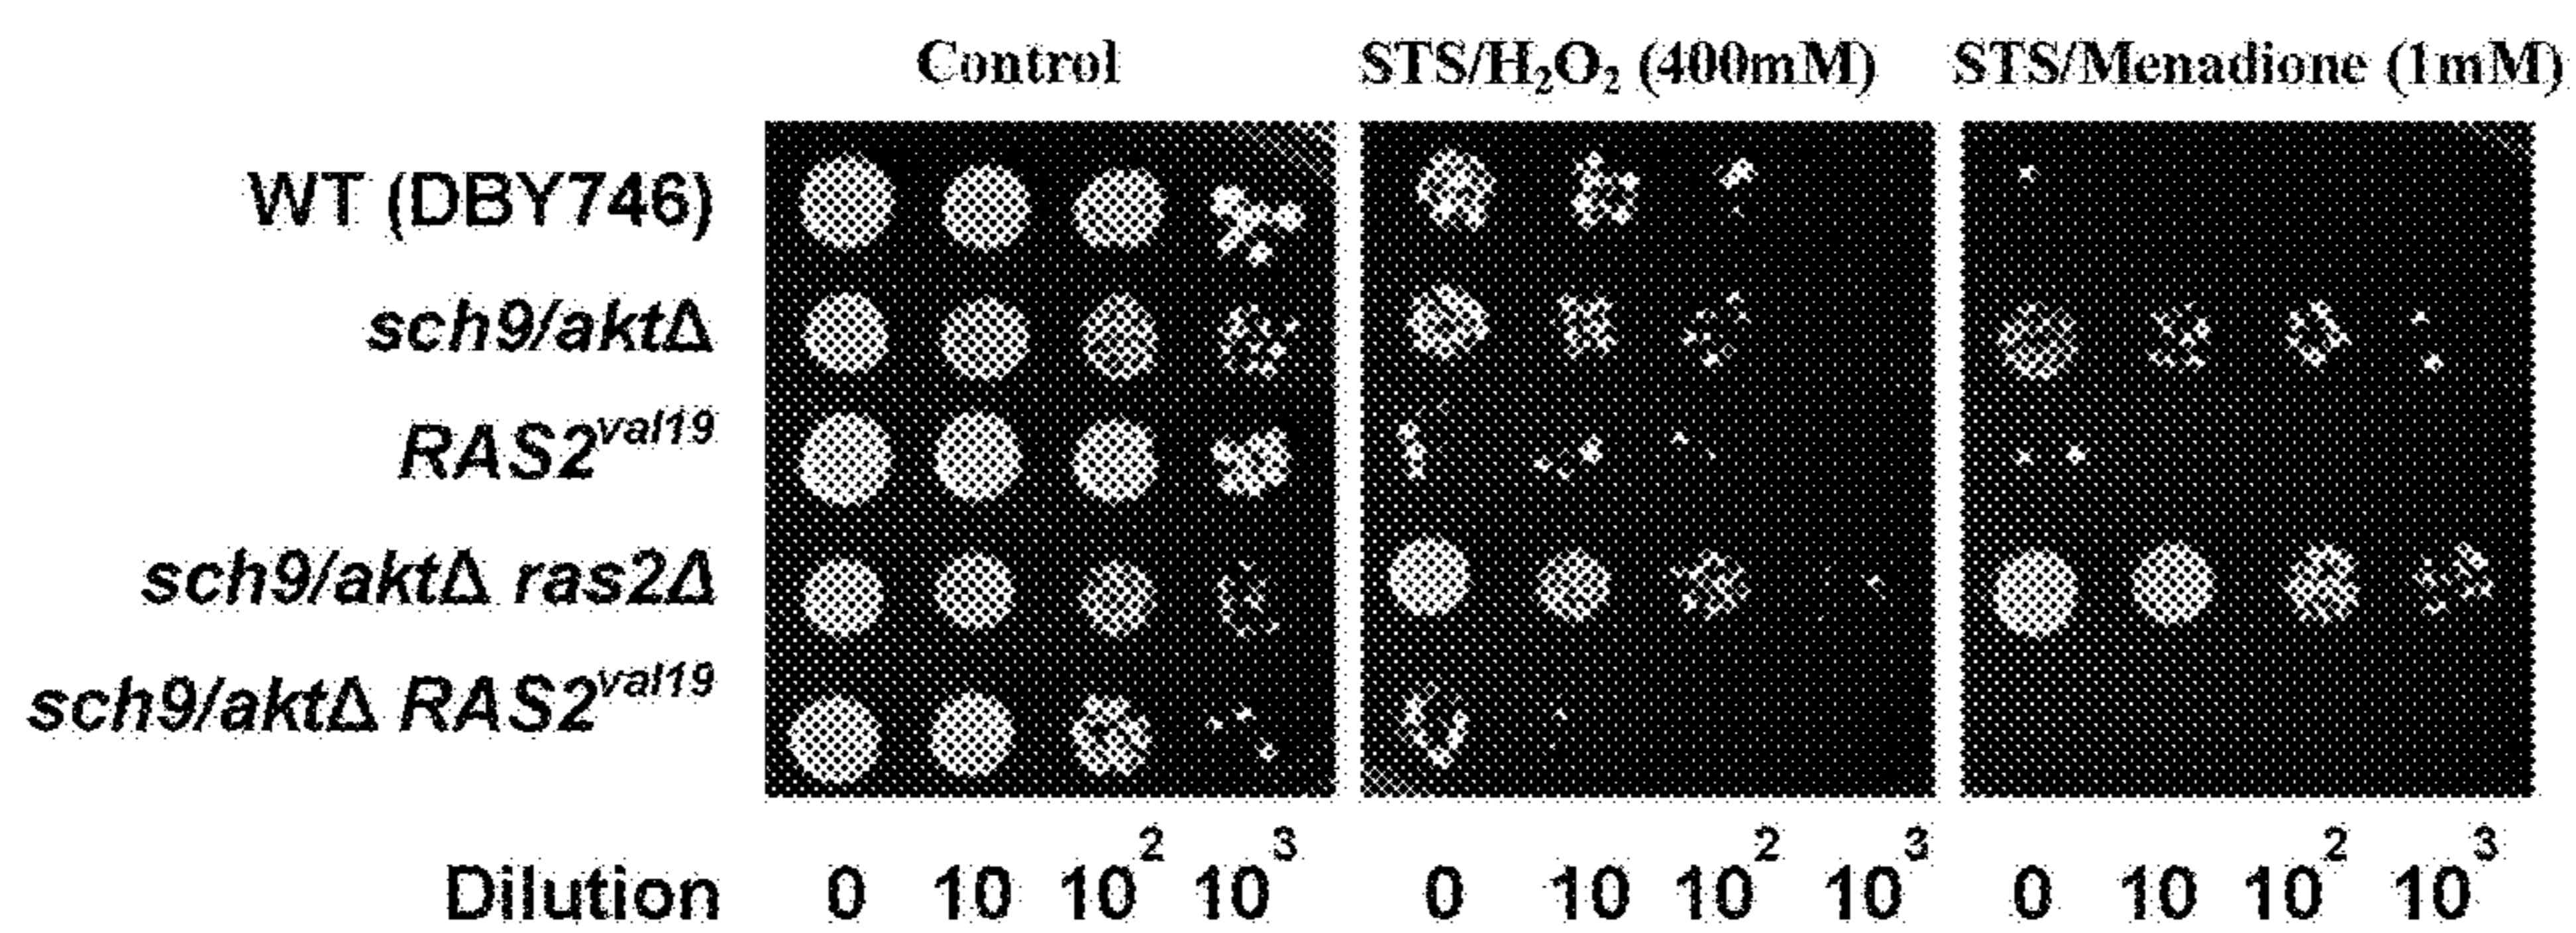 Control STS/H₂O₂ (400mM) STS/Menadione (1mM)
WT (DBY746)
sch9/aktΔ
RAS2ᵛᵃˡ¹⁹
sch9/aktΔ ras2Δ
sch9/aktΔ RAS2ᵛᵃˡ¹⁹
Dilution 0 10 10² 10³ 0 10 10² 10³ 0 10 10² 10³